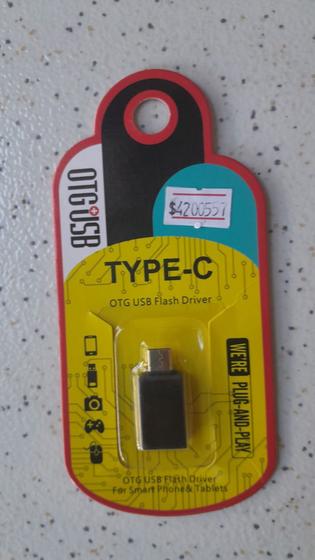 OTG USB
$4200557
TYPE-C
OTG USB Flash Driver
WE'RE PLUG-AND-PLAY
OTG USB Flash Driver
For Smart Phone& Tablets